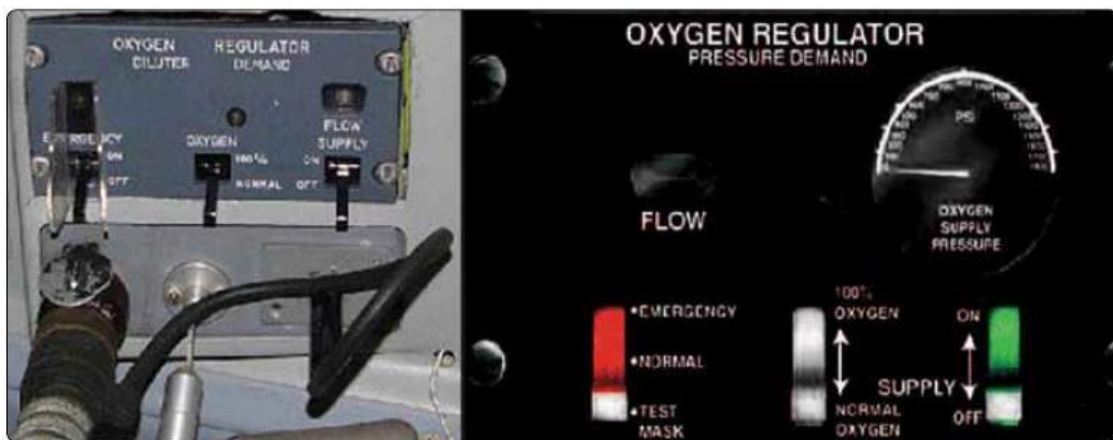 OXYGEN REGULATOR
DILUTER DEMAND
FLOW
EMERGENCY OXYGEN SUPPLY
ON 100% ON
OFF NORMAL OFF
OXYGEN REGULATOR
PRESSURE DEMAND
PSI
OXYGEN
SUPPLY
PRESSURE
FLOW
EMERGENCY
NORMAL
TEST
MASK
100%
OXYGEN
NORMAL
OXYGEN
ON
SUPPLY
OFF